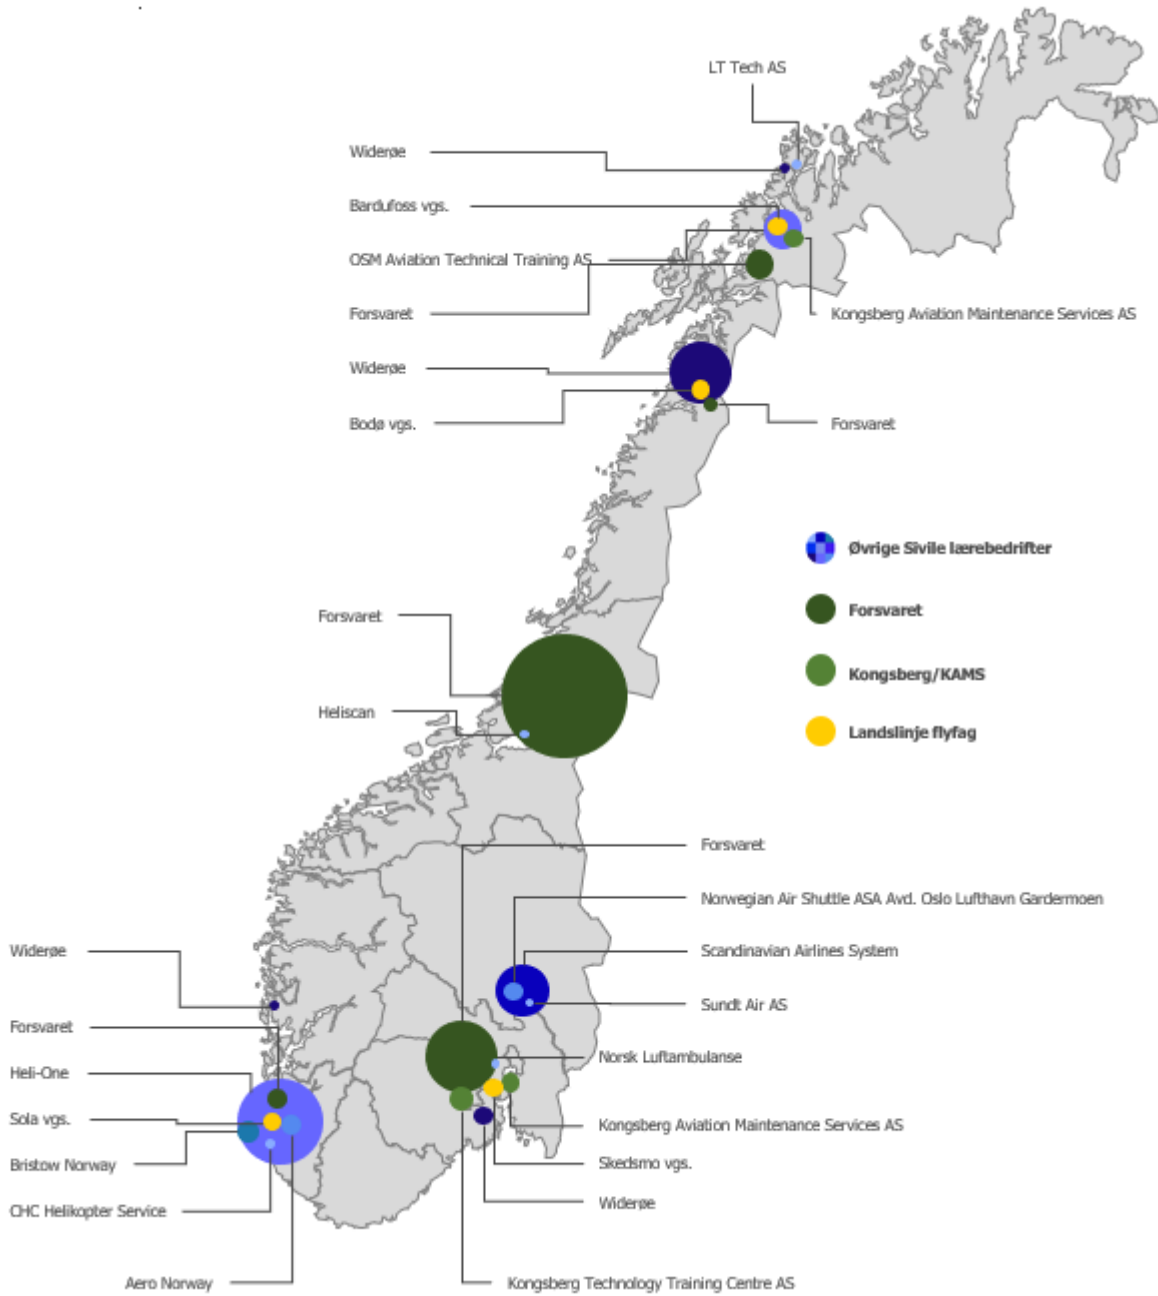 LT Tech AS
Widerøe
Bardufoss vgs.
OSM Aviation Technical Training AS
Forsvaret
Kongsberg Aviation Maintenance Services AS
Widerøe
Bodø vgs.
Forsvaret
Øvrige Sivile lærebedrifter
Forsvaret
Kongsberg/KAMS
Landslinje flyfag
Forsvaret
Heliscan
Forsvaret
Norwegian Air Shuttle ASA Avd. Oslo Lufthavn Gardermoen
Scandinavian Airlines System
Sundt Air AS
Norsk Luftambulanse
Kongsberg Aviation Maintenance Services AS
Skedsmo vgs.
Widerøe
Kongsberg Technology Training Centre AS
Widerøe
Forsvaret
Heli-One
Sola vgs.
Bristow Norway
CHC Helikopter Service
Aero Norway